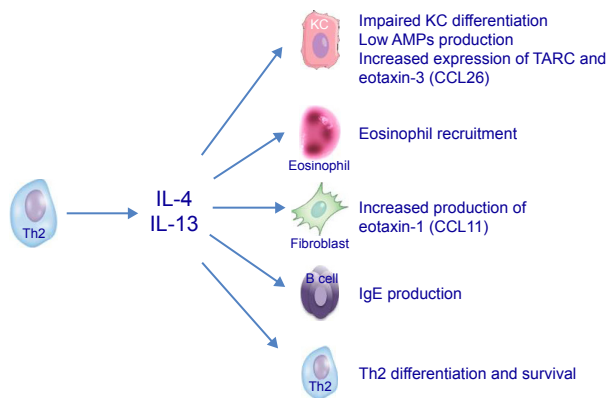 KC
Impaired KC differentiation
Low AMPs production
Increased expression of TARC and
eotaxin-3 (CCL26)
Eosinophil
Eosinophil recruitment
Th2
IL-4
IL-13
Fibroblast
Increased production of
eotaxin-1 (CCL11)
B cell
IgE production
Th2
Th2 differentiation and survival